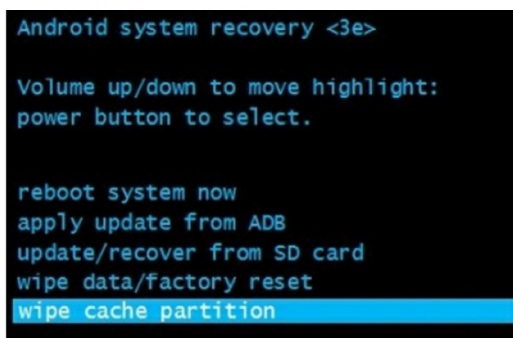 Android system recovery <3e>
Volume up/down to move highlight:
power button to select.
reboot system now
apply update from ADB
update/recover from SD card
wipe data/factory reset
wipe cache partition